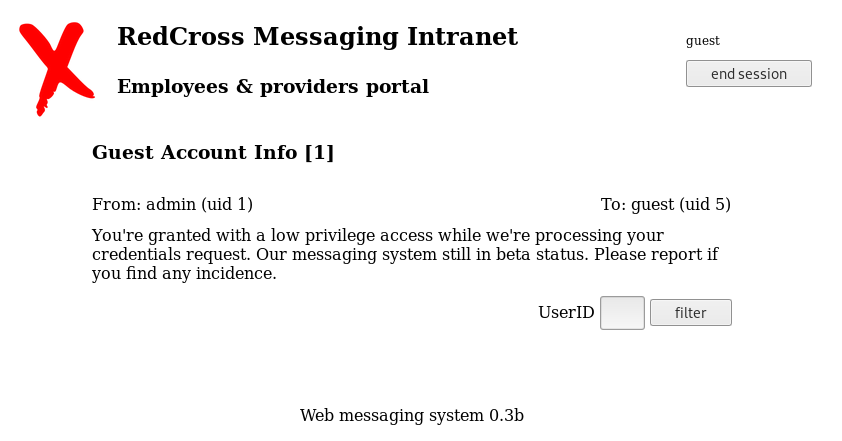 RedCross Messaging Intranet
guest
end session
Employees & providers portal
Guest Account Info [1]
From: admin (uid 1) To: guest (uid 5)
You're granted with a low privilege access while we're processing your
credentials request. Our messaging system still in beta status. Please report if
you find any incidence.
UserID filter
Web messaging system 0.3b